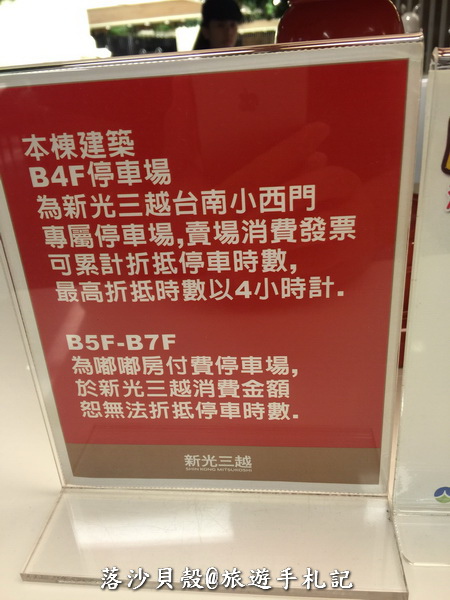 本棟建築
B4F停車場
為新光三越台南小西門
專屬停車場,賣場消費發票
可累計折抵停車時數,
最高折抵時數以4小時計.
B5F-B7F
為嘟嘟房付費停車場,
於新光三越消費金額
恕無法折抵停車時數.
新光三越
SHIN KONG MITSUKOSHI
落沙貝殼@旅遊手札記